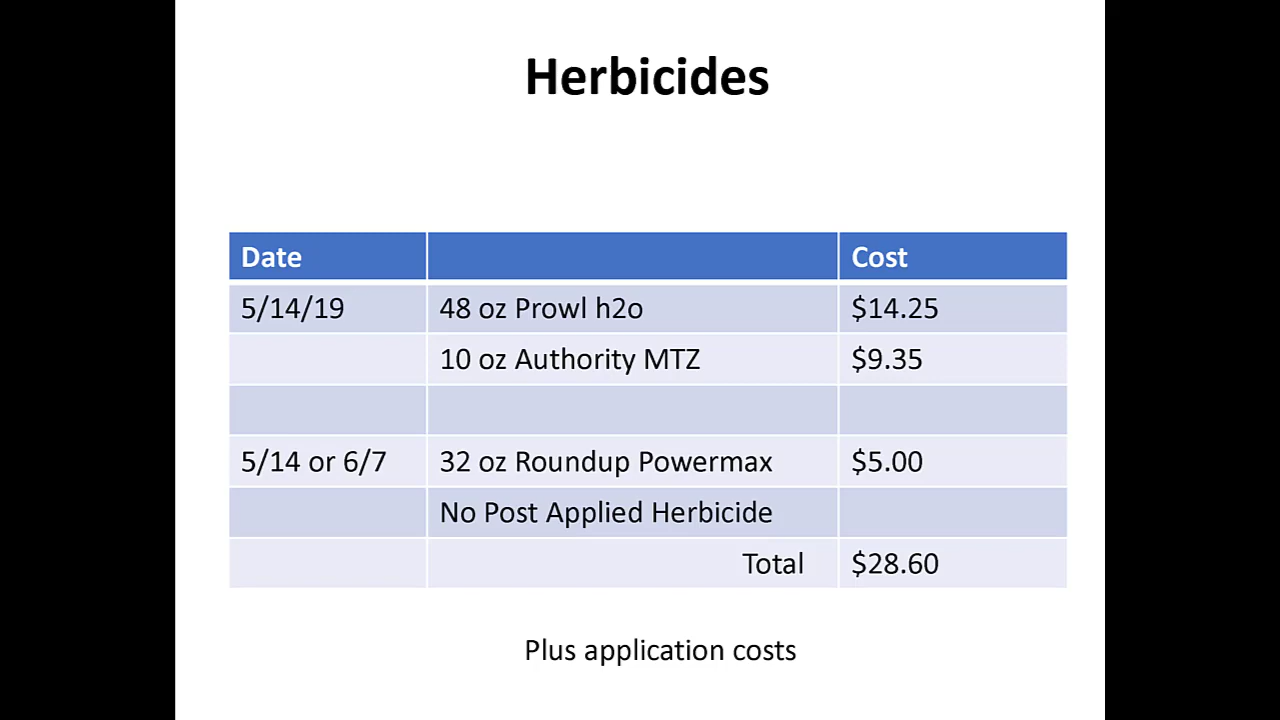 Herbicides
Date Cost
5/14/19 48 oz Prowl h2o $14.25
10 oz Authority MTZ $9.35
5/14 or 6/7 32 oz Roundup Powermax $5.00
No Post Applied Herbicide
Total $28.60
Plus application costs